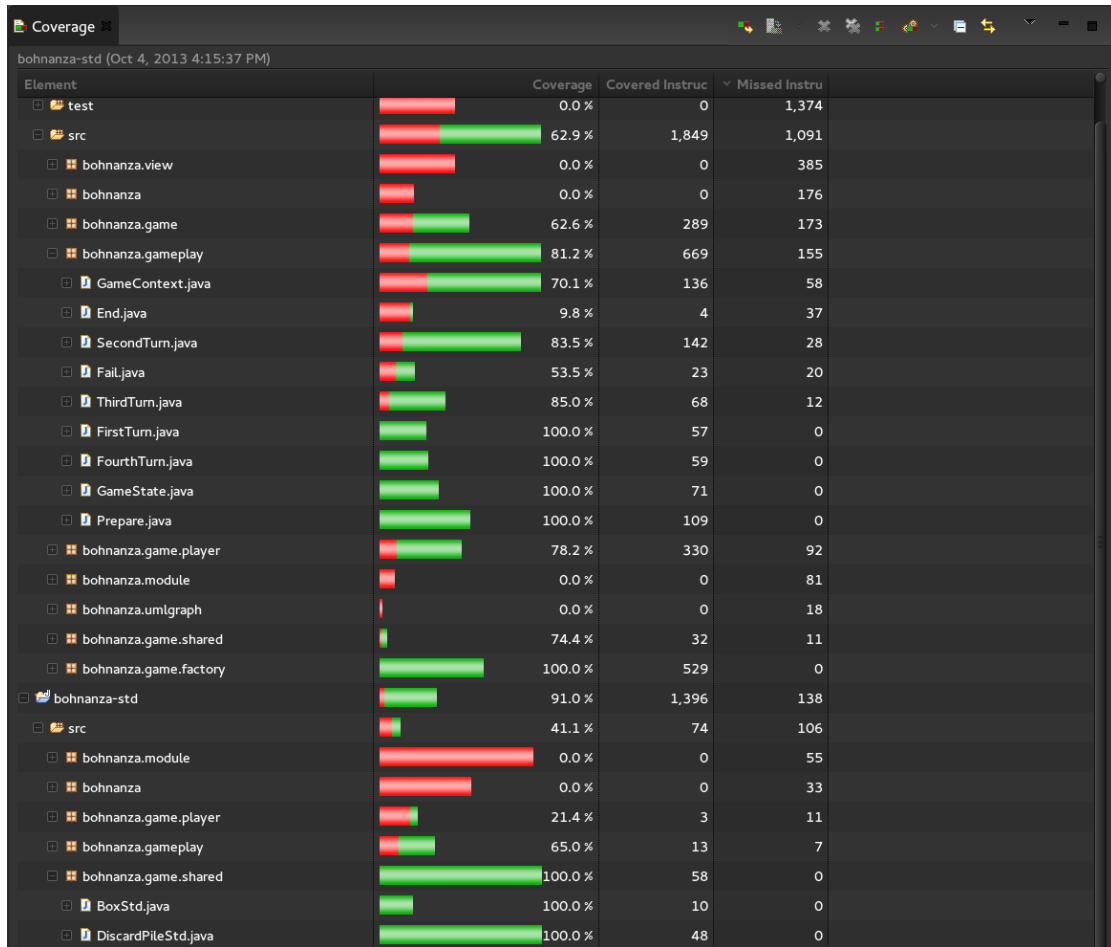 Coverage
bohnanza-std (Oct 4, 2013 4:15:37 PM)
Element Coverage Covered Instruc Missed Instru
test 0.0 % 0 1,374
src 62.9 % 1,849 1,091
bohnanza.view 0.0 % 0 385
bohnanza 0.0 % 0 176
bohnanza.game 62.6 % 289 173
bohnanza.gameplay 81.2 % 669 155
GameContext.java 70.1 % 136 58
End.java 9.8 % 4 37
SecondTurn.java 83.5 % 142 28
Fail.java 53.5 % 23 20
ThirdTurn.java 85.0 % 68 12
FirstTurn.java 100.0 % 57 0
FourthTurn.java 100.0 % 59 0
GameState.java 100.0 % 71 0
Prepare.java 100.0 % 109 0
bohnanza.game.player 78.2 % 330 92
bohnanza.module 0.0 % 0 81
bohnanza.umlgraph 0.0 % 0 18
bohnanza.game.shared 74.4 % 32 11
bohnanza.game.factory 100.0 % 529 0
bohnanza-std 91.0 % 1,396 138
src 41.1 % 74 106
bohnanza.module 0.0 % 0 55
bohnanza 0.0 % 0 33
bohnanza.game.player 21.4 % 3 11
bohnanza.gameplay 65.0 % 13 7
bohnanza.game.shared 100.0 % 58 0
BoxStd.java 100.0 % 10 0
DiscardPileStd.java 100.0 % 48 0